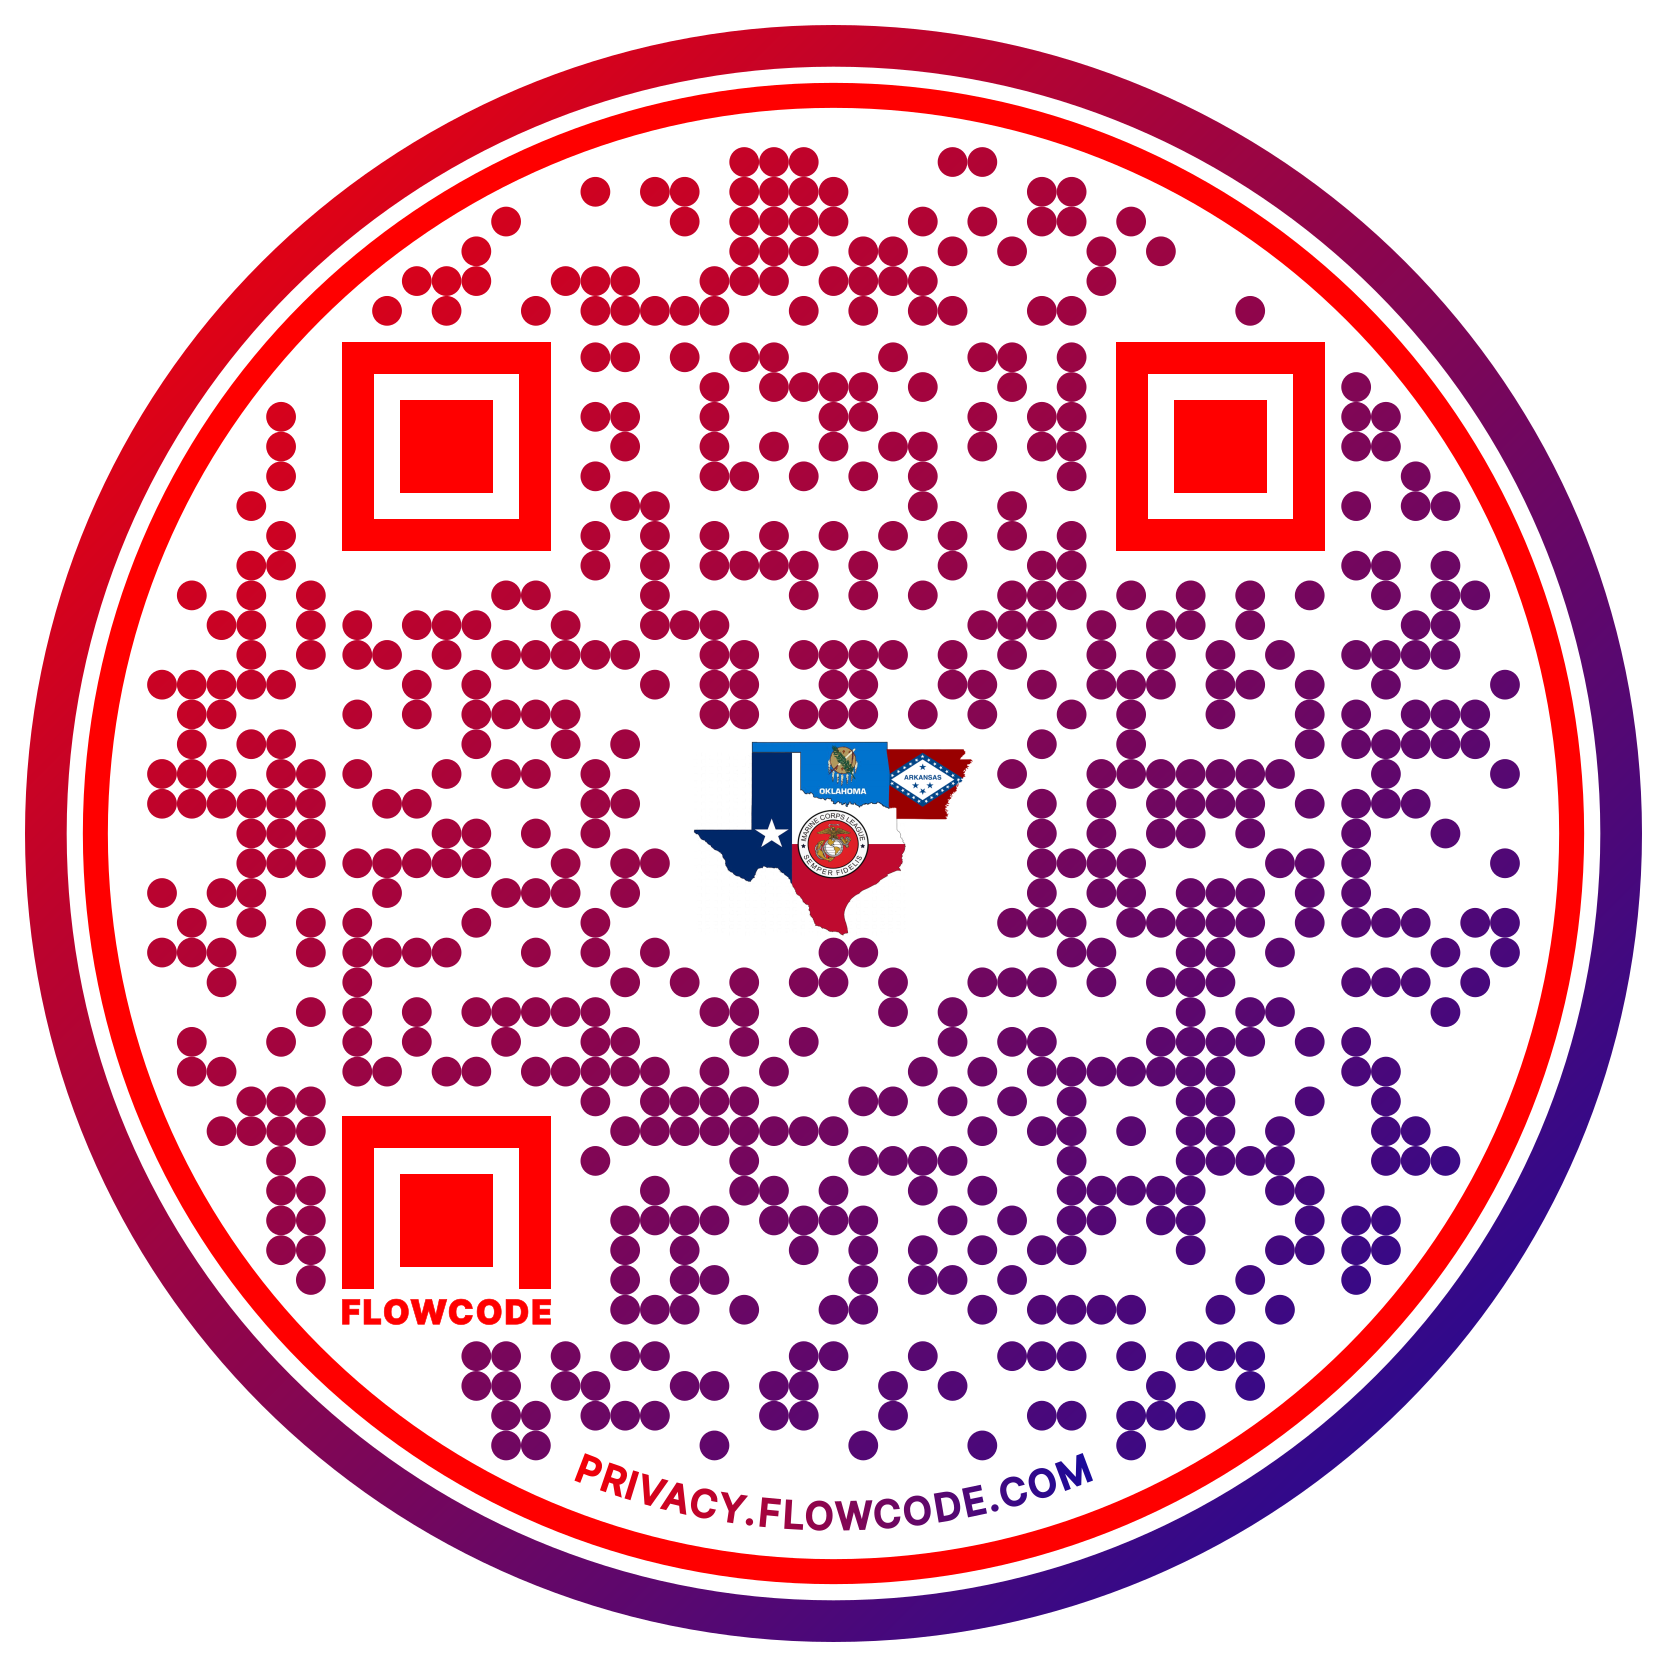 OKLAHOMA
ARKANSAS
MARINE CORPS LEAGUE
SEMPER FIDELIS
FLOWCODE
PRIVACY.FLOWCODE.COM